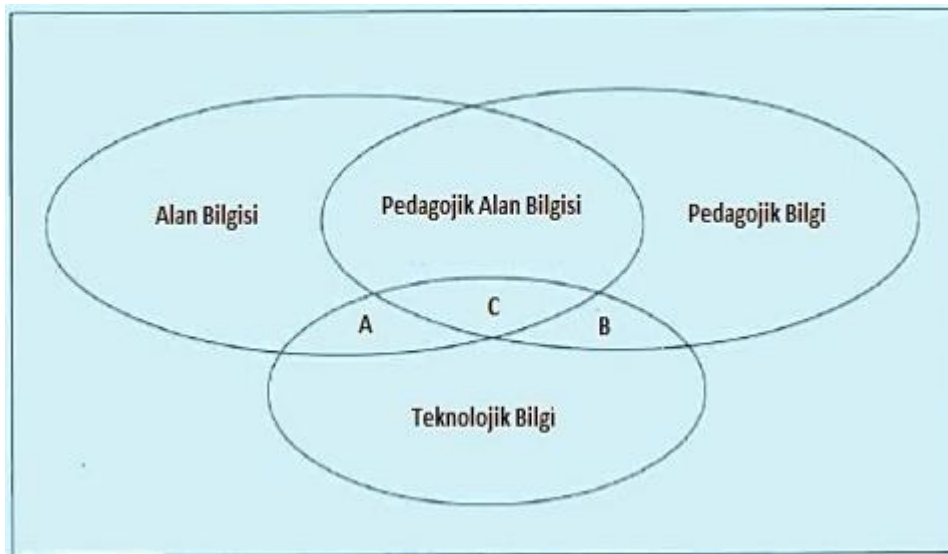 Alan Bilgisi
Pedagojik Alan Bilgisi
Pedagojik Bilgi
A
C
B
Teknolojik Bilgi